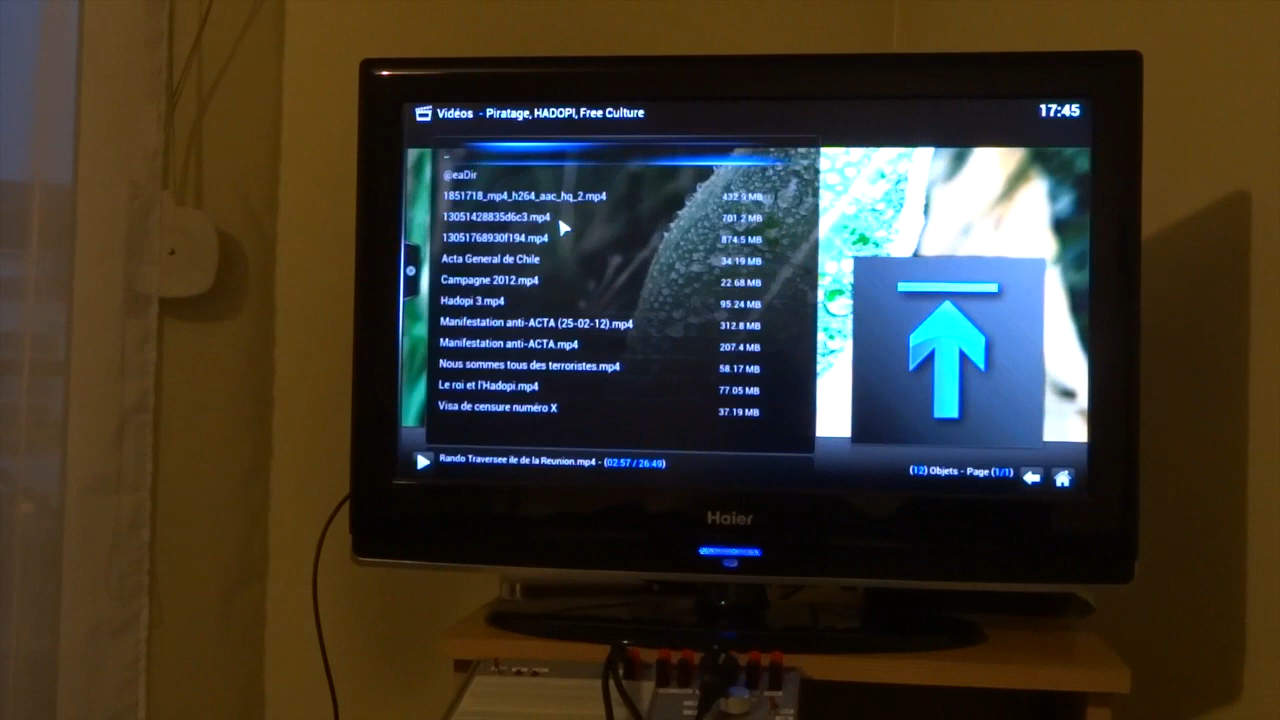 Vidéos - Piratage, HADOPI, Free Culture 17:45
..
@eaDir
1851718_mp4_h264_aac_hq_2.mp4 432.9 MB
13051428835d6c3.mp4 701.2 MB
13051768930f194.mp4 874.5 MB
Acta General de Chile 34.19 MB
Campagne 2012.mp4 22.68 MB
Hadopi 3.mp4 95.24 MB
Manifestation anti-ACTA (25-02-12).mp4 312.8 MB
Manifestation anti-ACTA.mp4 207.4 MB
Nous sommes tous des terroristes.mp4 58.17 MB
Le roi et l'Hadopi.mp4 77.05 MB
Visa de censure numéro X 37.19 MB
Rando Traversee ile de la Reunion.mp4 - (02:57 / 26:49)
(12) Objets - Page (1/1)
Haier